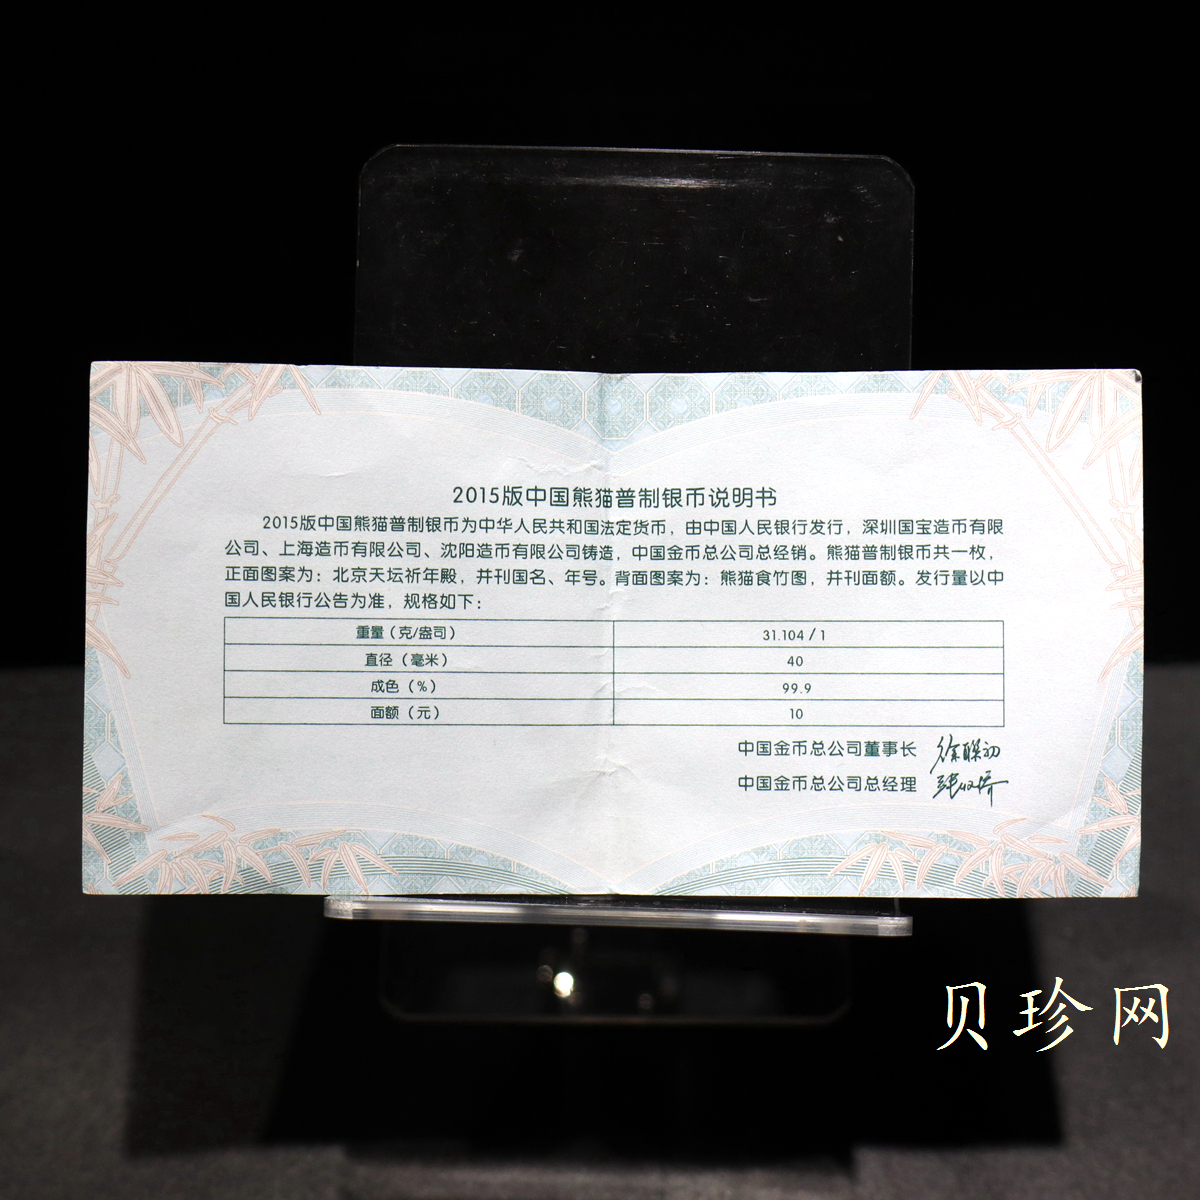 2015版中国熊猫普制银币说明书
2015版中国熊猫普制银币为中华人民共和国法定货币，由中国人民银行发行，深圳国宝造币有限
公司、上海造币有限公司、沈阳造币有限公司铸造，中国金币总公司总经销。熊猫普制银币共一枚，
正面图案为：北京天坛祈年殿，并刊国名、年号。背面图案为：熊猫食竹图，并刊面额。发行量以中
国人民银行公告为准，规格如下：
重量（克/盎司） 31.104 / 1
直径（毫米） 40
成色（%） 99.9
面额（元） 10
中国金币总公司董事长
中国金币总公司总经理
贝珍网